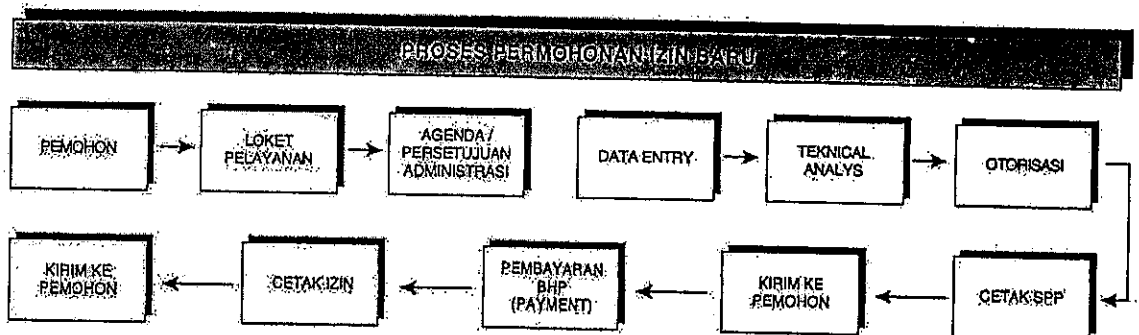 PROSES PERMOHONAN IZIN BARU
PEMOHON
LOKET
PELAYANAN
AGENDA /
PERSETUJUAN
ADMINISTRASI
DATA ENTRY
TEKNICAL
ANALYS
OTORISASI
CETAK SPP
KIRIM KE
PEMOHON
PEMBAYARAN
BHP
(PAYMENT)
CETAK IZIN
KIRIM KE
PEMOHON